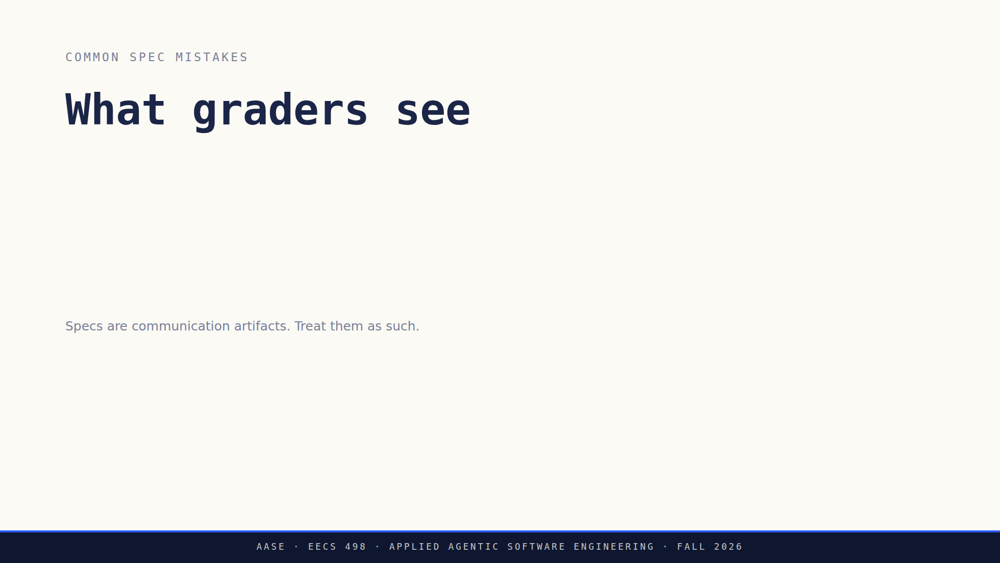 COMMON SPEC MISTAKES
What graders see
Specs are communication artifacts. Treat them as such.
AASE · EECS 498 · APPLIED AGENTIC SOFTWARE ENGINEERING · FALL 2026